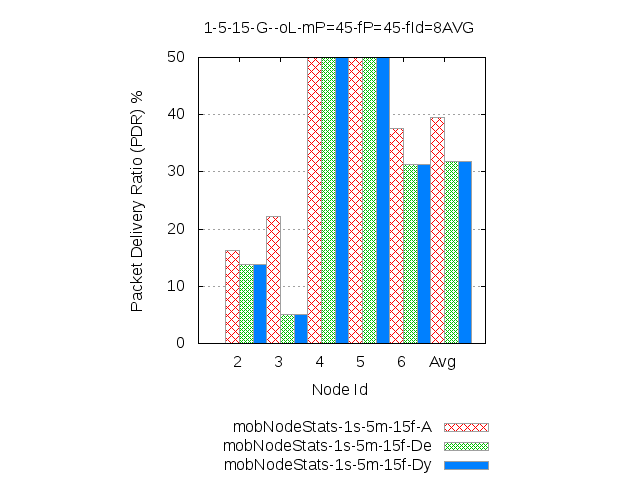 1-5-15-G--oL-mP=45-fP=45-fId=8AVG
Packet Delivery Ratio (PDR) %
50
40
30
20
10
0
2 3 4 5 6 Avg
Node Id
mobNodeStats-1s-5m-15f-A
mobNodeStats-1s-5m-15f-De
mobNodeStats-1s-5m-15f-Dy